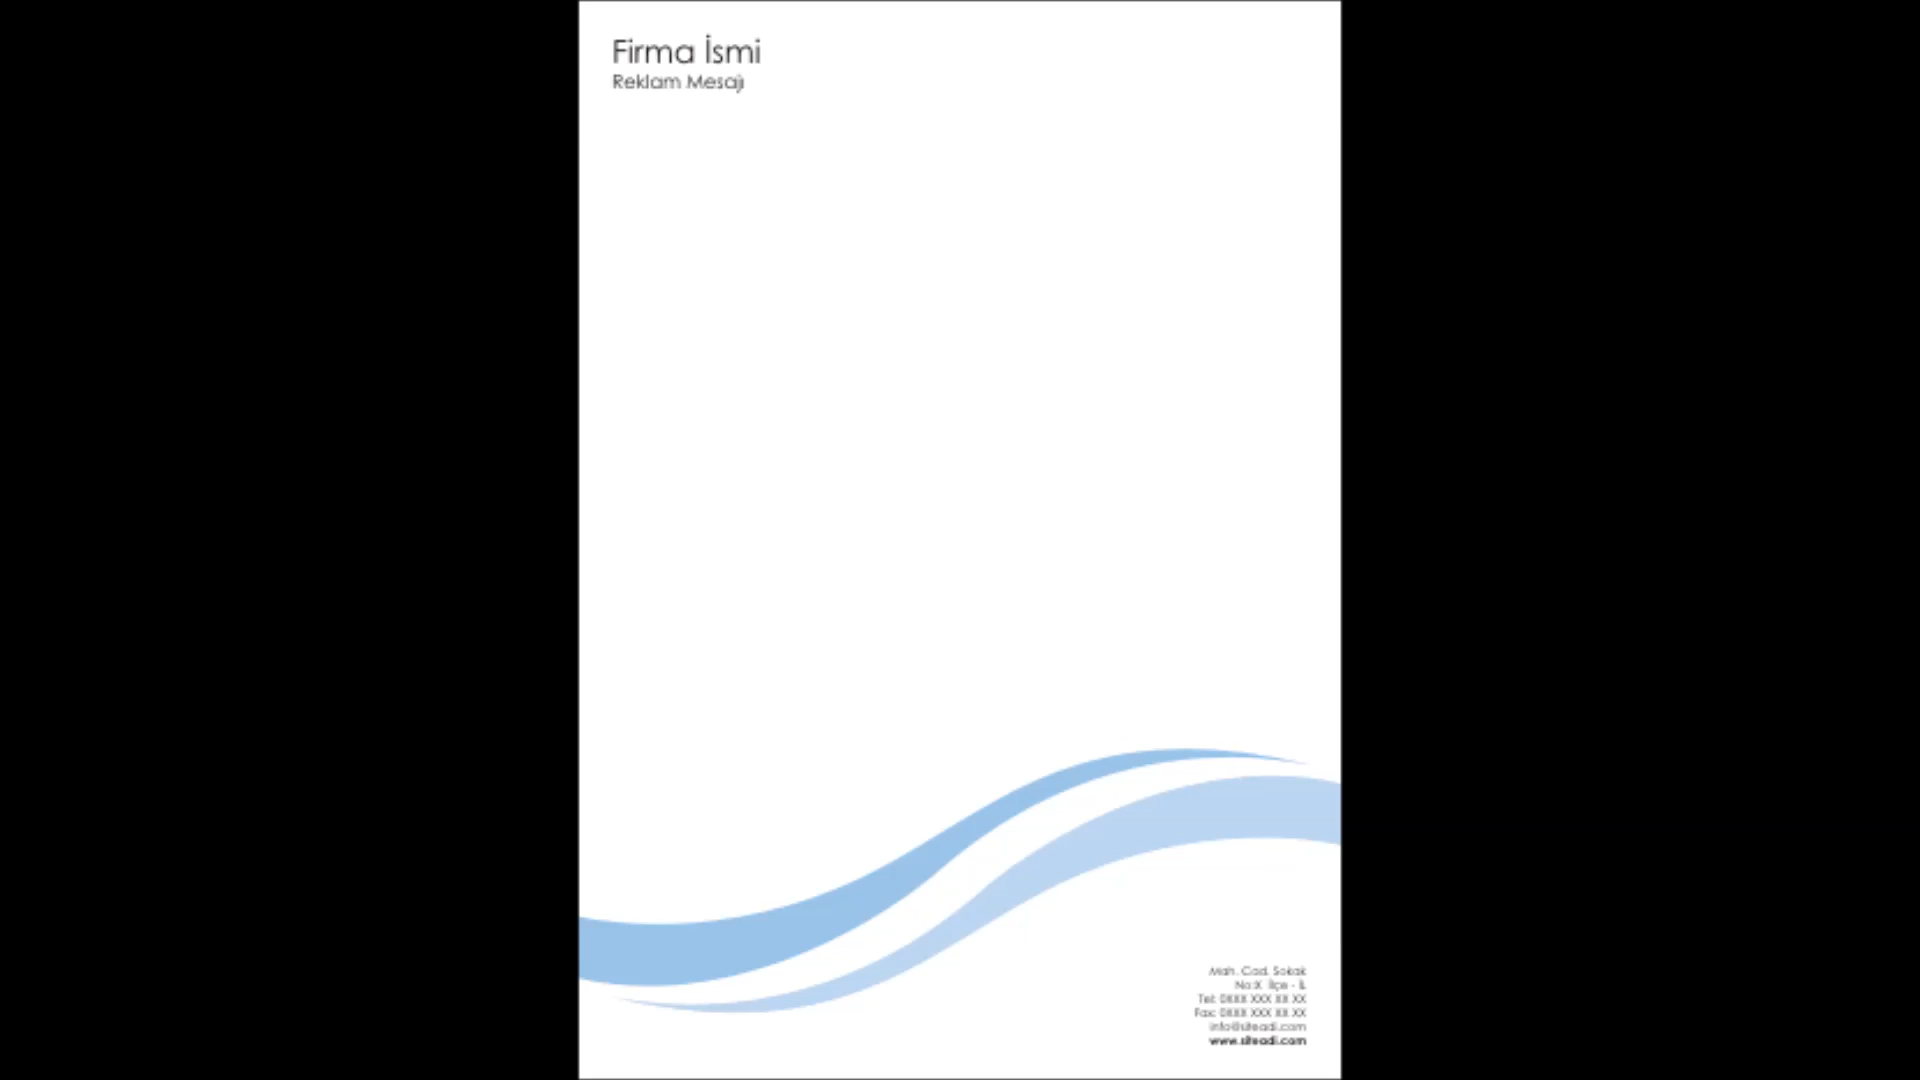 Firma İsmi
Reklam Mesajı
Mah. Cad. Sokak
No:X İlçe - İL
Tel: 0XXX XXX XX XX
Fax: 0XXX XXX XX XX
info@siteadi.com
www.siteadi.com